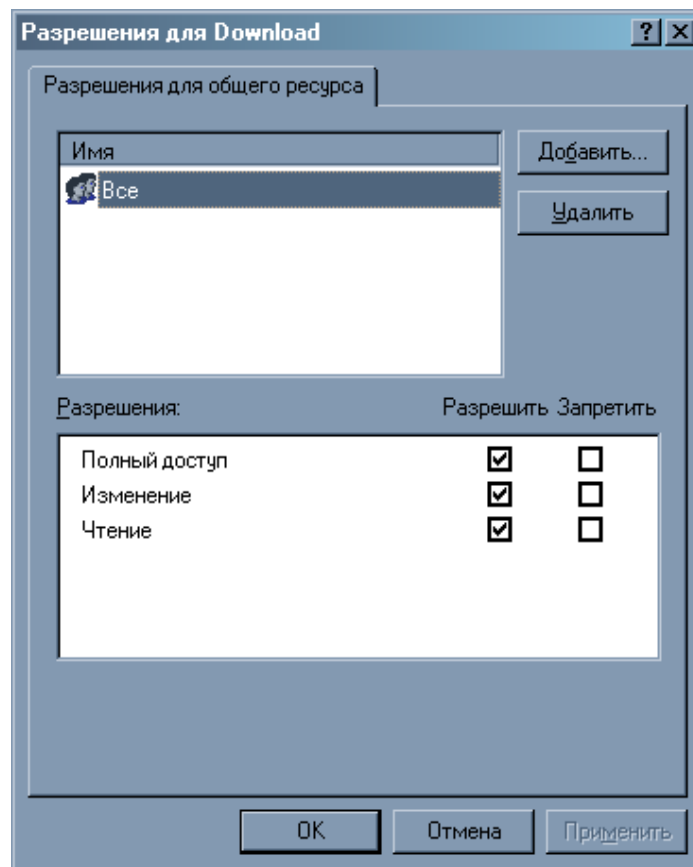 Разрешения для Download
Разрешения для общего ресурса
Имя
Добавить...
Все
Удалить
Разрешения: Разрешить Запретить
Полный доступ
Изменение
Чтение
OK Отмена Применить